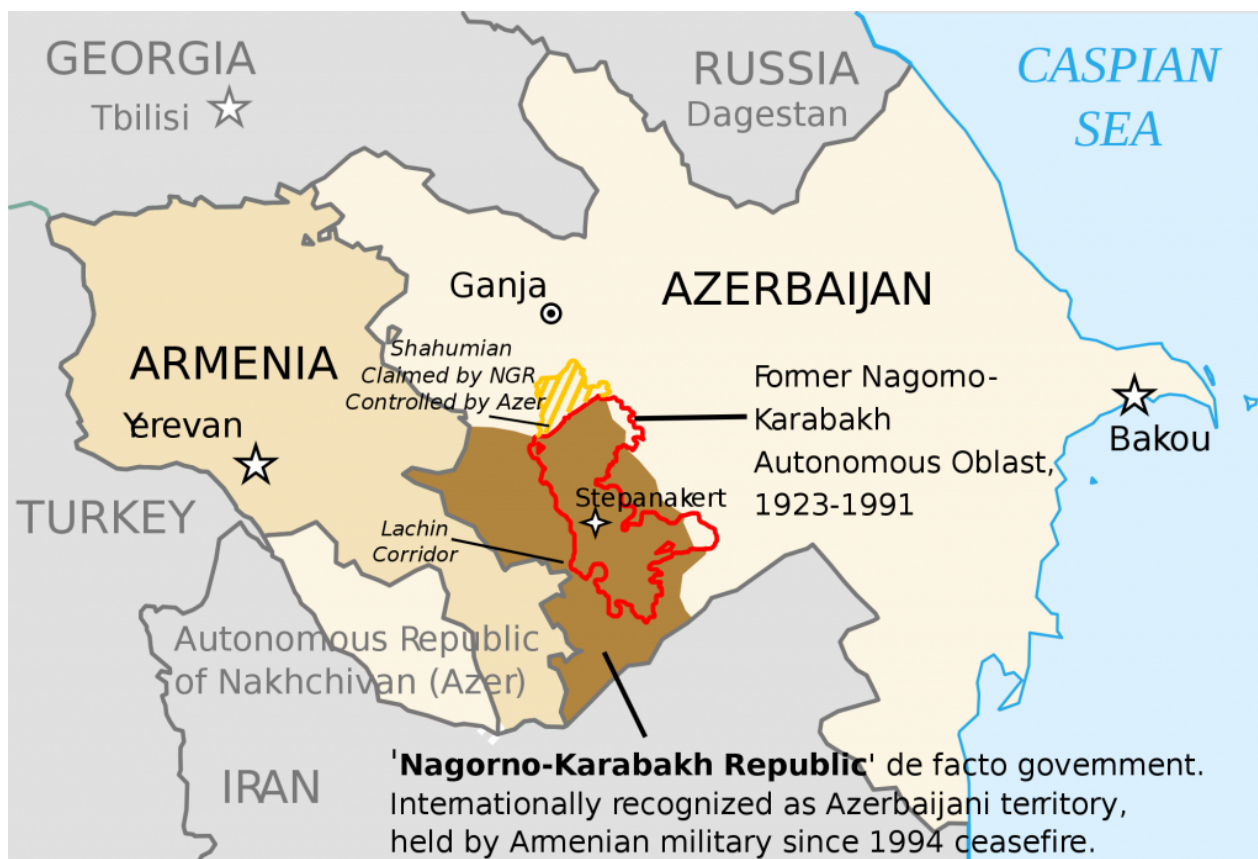 GEORGIA
Tbilisi
RUSSIA
Dagestan
CASPIAN
SEA
Ganja
AZERBAIJAN
ARMENIA
Yerevan
Shahumian
Claimed by NGR
Controlled by Azer
Former Nagorno-
Karabakh
Autonomous Oblast,
1923-1991
Bakou
TURKEY
Stepanakert
Lachin
Corridor
Autonomous Republic
of Nakhchivan (Azer)
IRAN
'Nagorno-Karabakh Republic' de facto government.
Internationally recognized as Azerbaijani territory,
held by Armenian military since 1994 ceasefire.